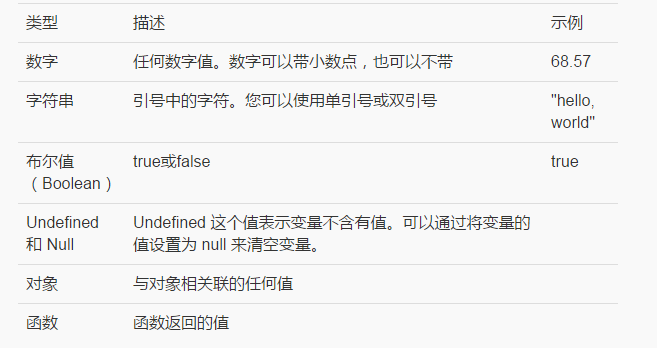 类型 描述 示例
数字 任何数字值。数字可以带小数点，也可以不带 68.57
字符串 引号中的字符。您可以使用单引号或双引号 "hello,
world"
布尔值 true或false true
（Boolean）
Undefined Undefined 这个值表示变量不含有值。可以通过将变量的
和 Null 值设置为 null 来清空变量。
对象 与对象相关联的任何值
函数 函数返回的值